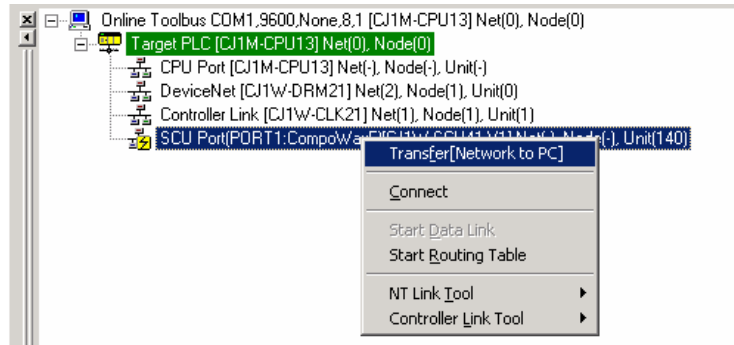 Online Toolbus COM1,9600,None,8,1 [CJ1M-CPU13] Net(0), Node(0)
Target PLC [CJ1M-CPU13] Net(0), Node(0)
CPU Port [CJ1M-CPU13] Net(-), Node(-), Unit(-)
DeviceNet [CJ1W-DRM21] Net(2), Node(1), Unit(0)
Controller Link [CJ1W-CLK21] Net(1), Node(1), Unit(1)
SCU Port(PORT1: Unit(140)
Transfer[Network to PC]
Connect
Start Data Link
Start Routing Table
NT Link Tool
Controller Link Tool